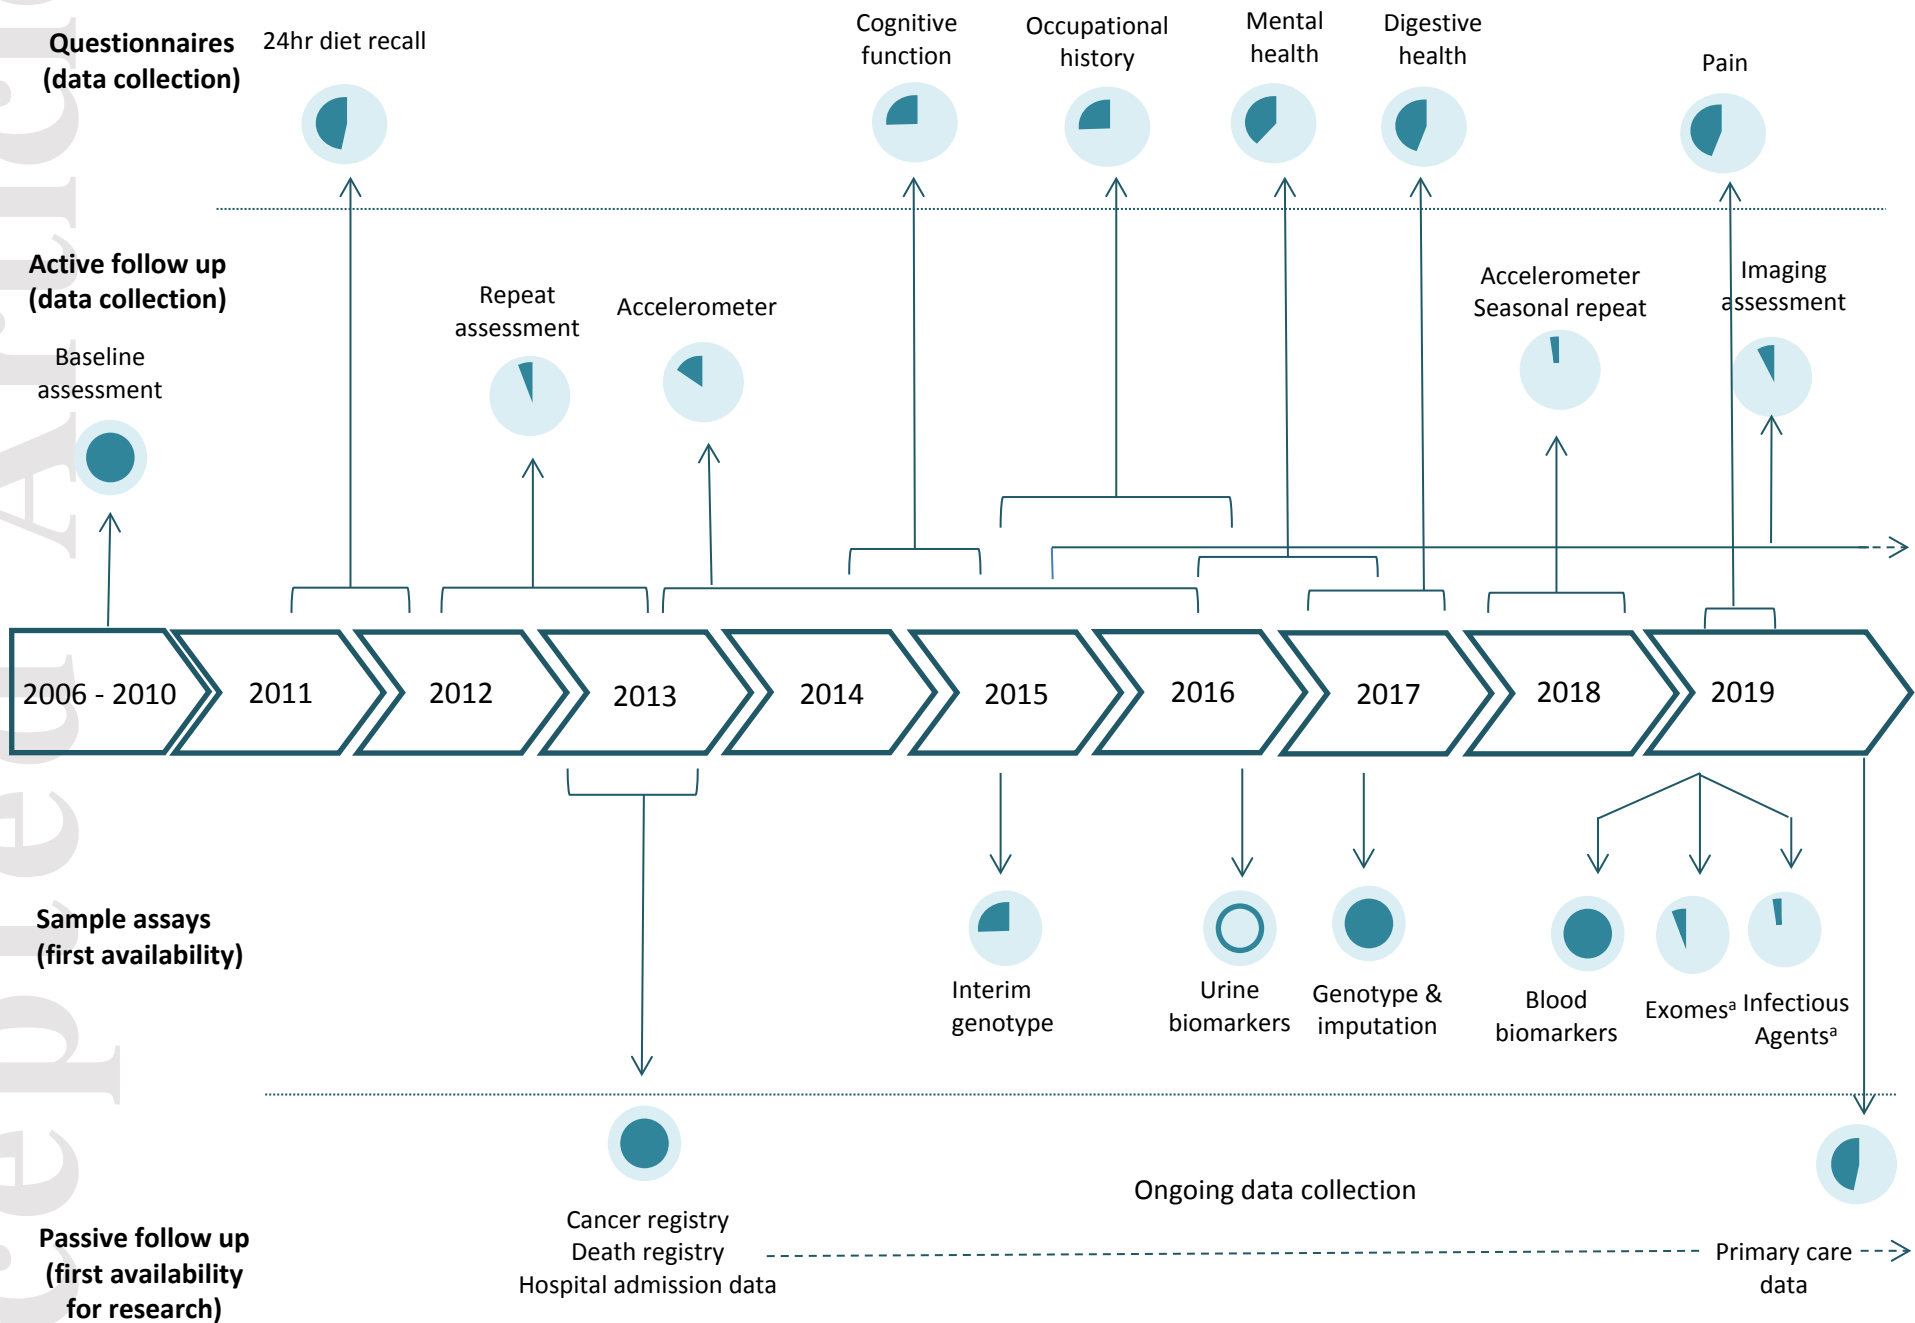 Questionnaires
(data collection)
24hr diet recall
Cognitive
function
Occupational
history
Mental
health
Digestive
health
Pain
Active follow up
(data collection)
Baseline
assessment
Repeat
assessment
Accelerometer
Accelerometer
Seasonal repeat
Imaging
assessment
2006 - 2010
2011
2012
2013
2014
2015
2016
2017
2018
2019
Sample assays
(first availability)
Interim
genotype
Urine
biomarkers
Genotype &
imputation
Blood
biomarkers
Exomesᵃ
Infectious
Agentsᵃ
Passive follow up
(first availability
for research)
Cancer registry
Death registry
Hospital admission data
Ongoing data collection
Primary care
data